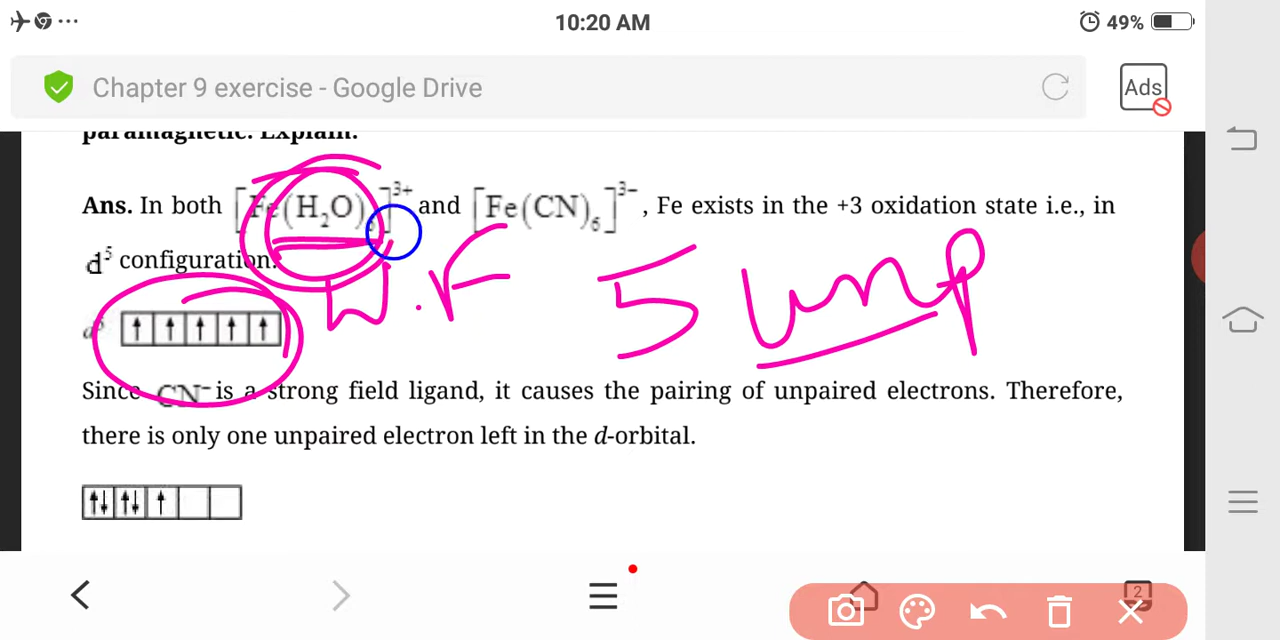 10:20 AM
49%
Chapter 9 exercise - Google Drive
Ads
paramagnetic. Explain.
Ans. In both [Fe(H₂O)₆]³⁺ and [Fe(CN)₆]³⁻, Fe exists in the +3 oxidation state i.e., in
d⁵ configuration.
W.F 5 unp
Since CN⁻ is a strong field ligand, it causes the pairing of unpaired electrons. Therefore,
there is only one unpaired electron left in the d-orbital.
2